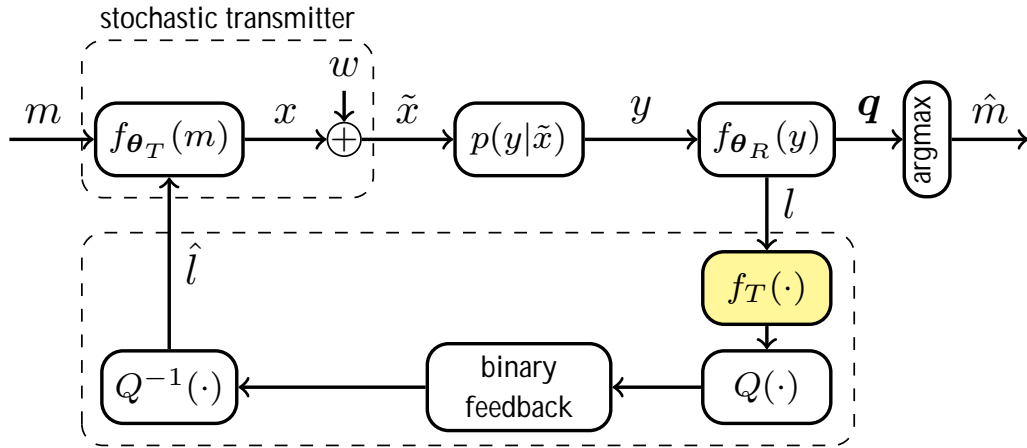 stochastic transmitter
w
m
f_{θ_T}(m)
x
+
x̃
p(y|x̃)
y
f_{θ_R}(y)
q
argmax
m̂
l
l̂
f_T(·)
Q^{-1}(·)
binary
feedback
Q(·)